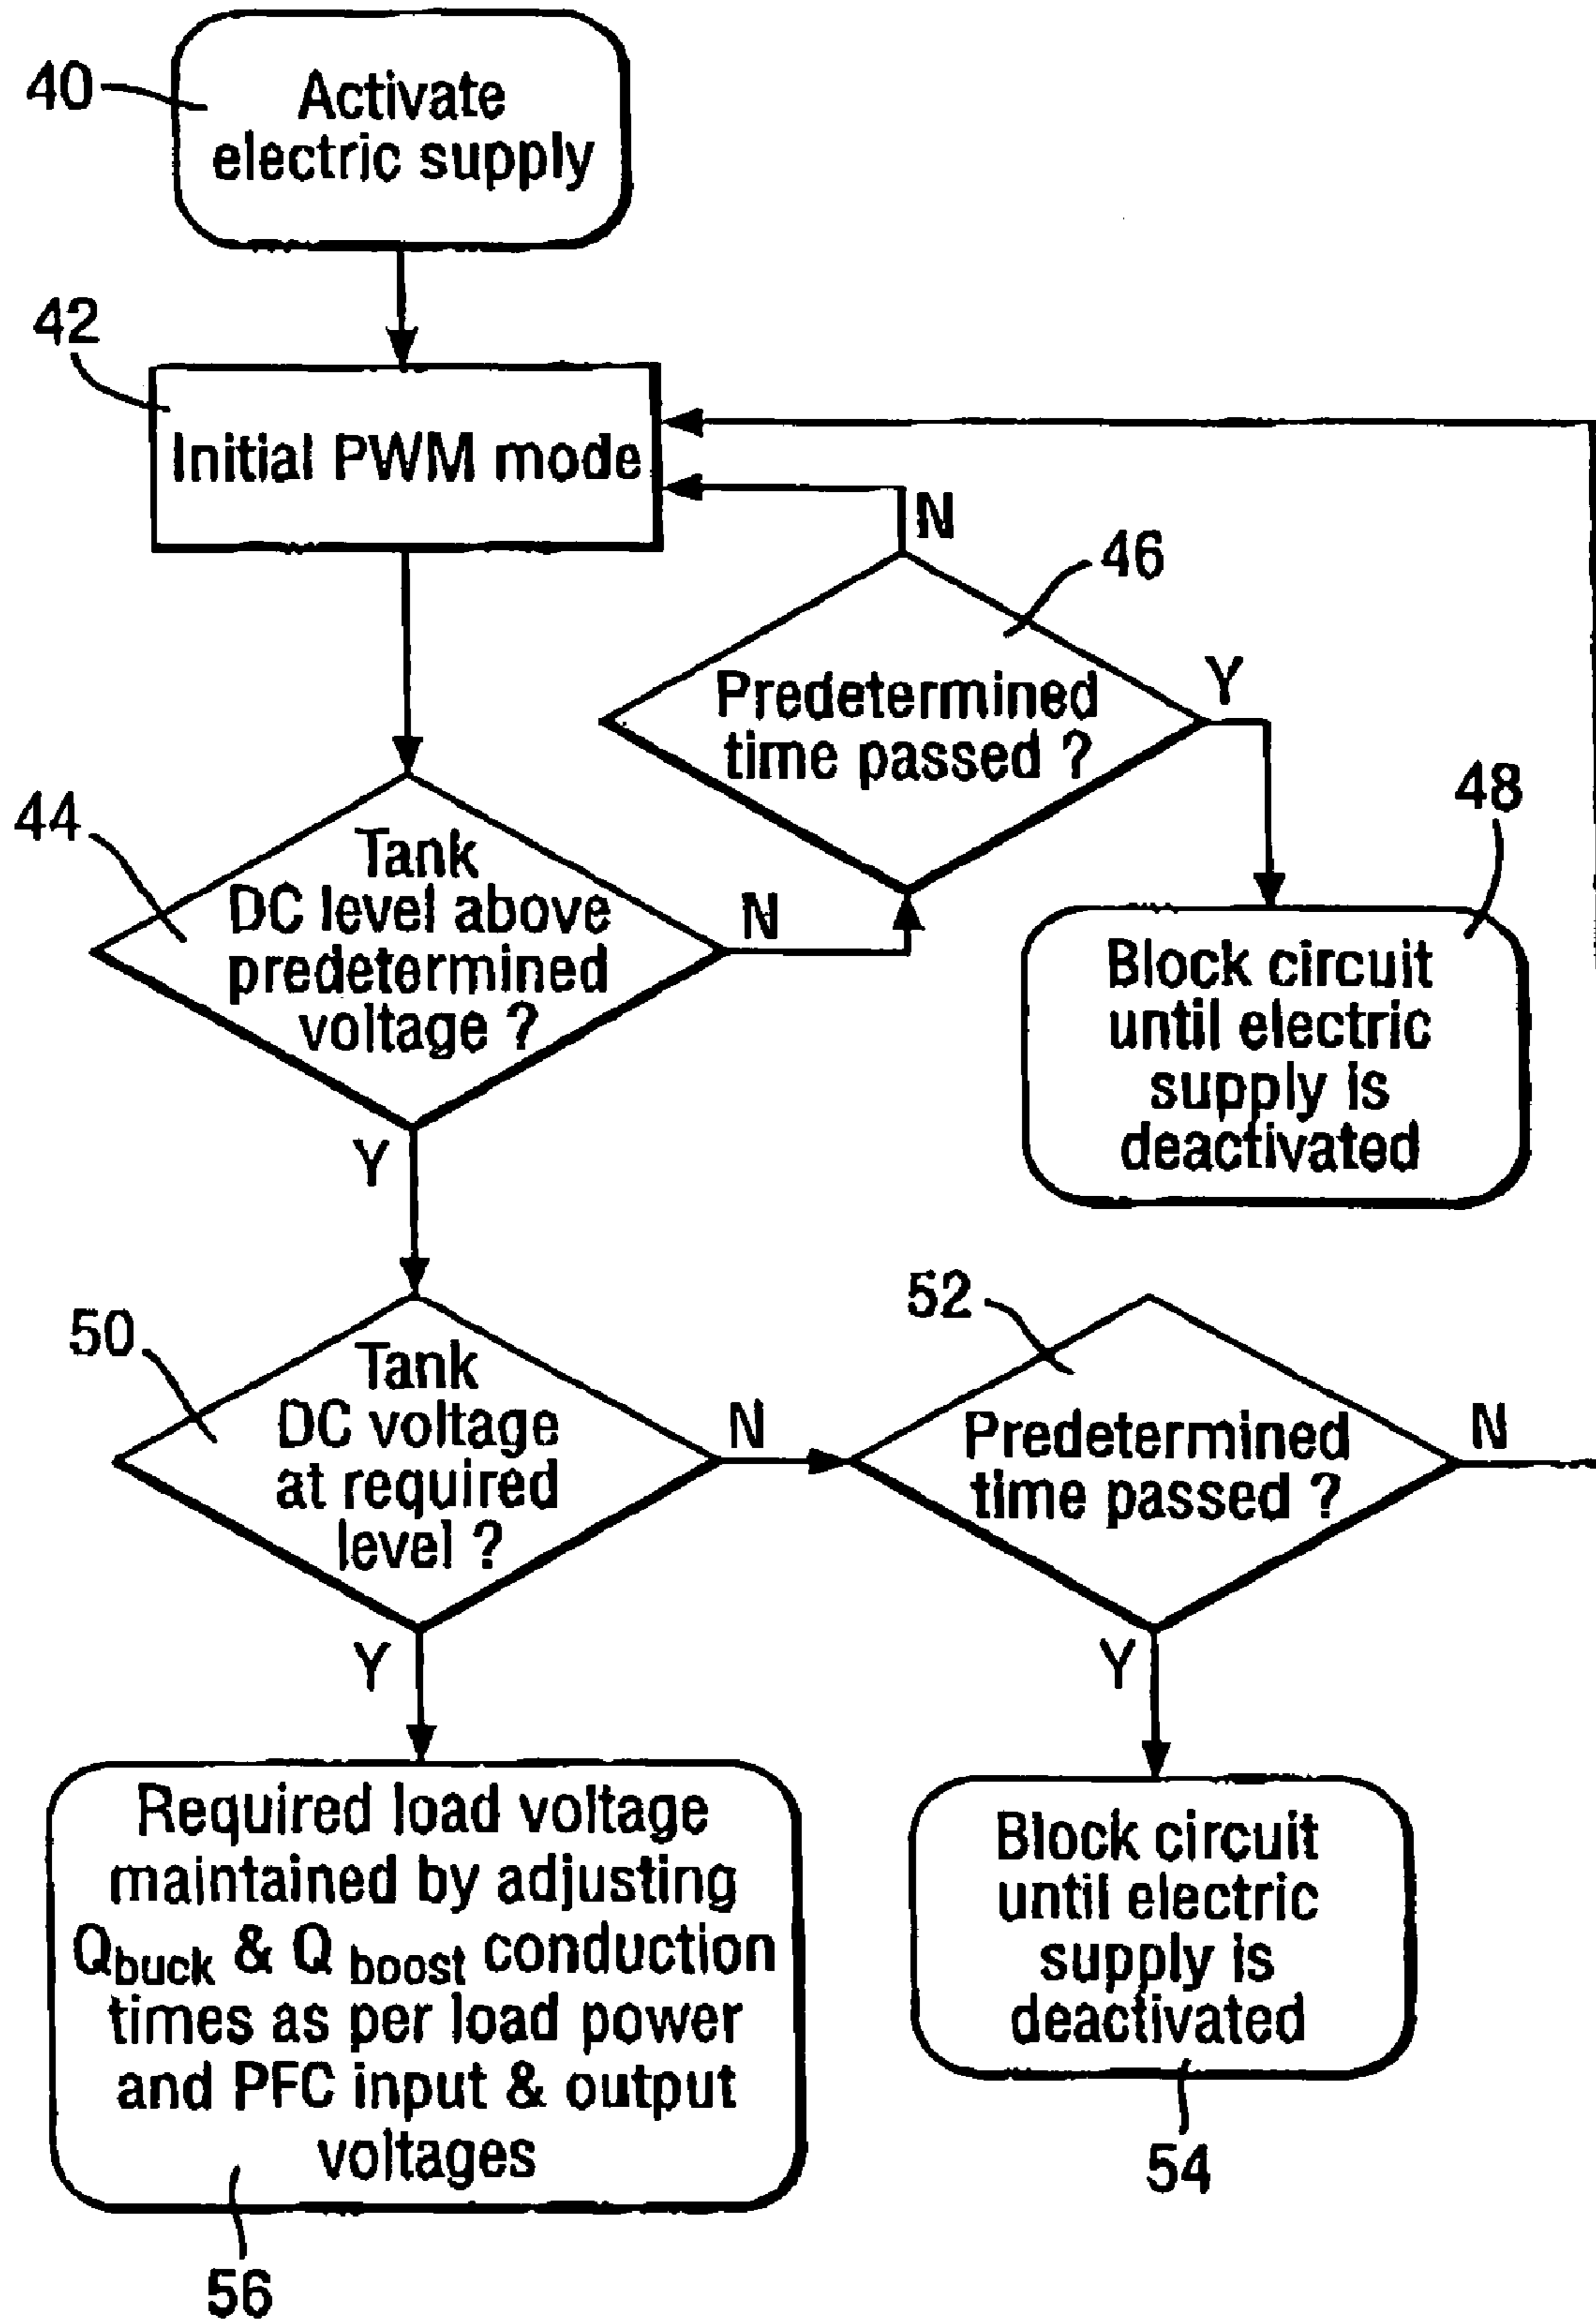 40
Activate
electric supply
42
Initial PWM mode
N
46
Predetermined
time passed ?
Y
44
Tank
DC level above
predetermined
voltage ?
N
48
Block circuit
until electric
supply is
deactivated
Y
50
Tank
DC voltage
at required
level ?
N
52
Predetermined
time passed ?
N
Y
Y
Required load voltage
maintained by adjusting
Qbuck & Q boost conduction
times as per load power
and PFC input & output
voltages
56
Block circuit
until electric
supply is
deactivated
54